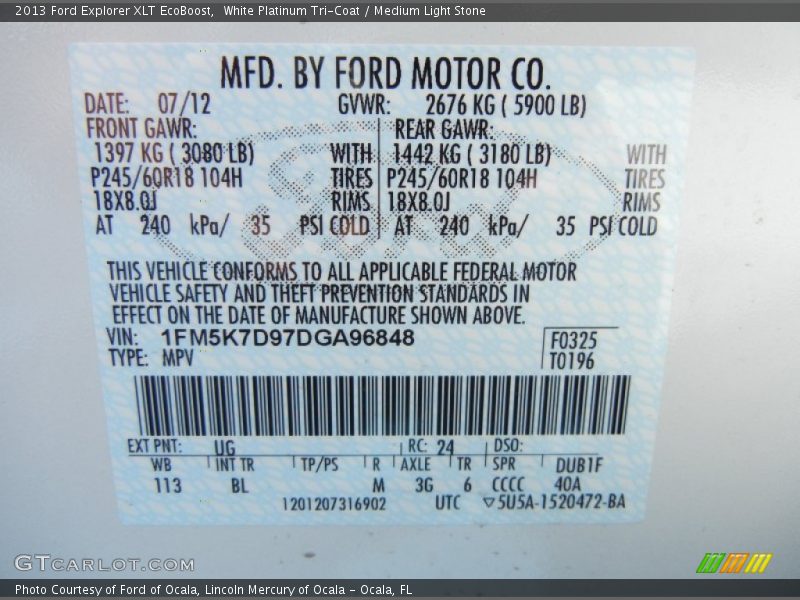 2013 Ford Explorer XLT EcoBoost,  White Platinum Tri-Coat / Medium Light Stone
MFD. BY FORD MOTOR CO.
DATE: 07/12 GVWR: 2676 KG ( 5900 LB)
FRONT GAWR: REAR GAWR:
1397 KG ( 3080 LB) WITH 1442 KG ( 3180 LB) WITH
P245/60R18 104H TIRES P245/60R18 104H TIRES
18X8.0J RIMS 18X8.0J RIMS
AT 240 kPa/ 35 PSI COLD AT 240 kPa/ 35 PSI COLD
THIS VEHICLE CONFORMS TO ALL APPLICABLE FEDERAL MOTOR
VEHICLE SAFETY AND THEFT PREVENTION STANDARDS IN
EFFECT ON THE DATE OF MANUFACTURE SHOWN ABOVE.
VIN: 1FM5K7D97DGA96848 F0325
TYPE: MPV T0196
EXT PNT: UG RC: 24 DSO:
WB INT TR TP/PS R AXLE TR SPR DUB1F
113 BL M 3G 6 CCCC 40A
1201207316902 UTC ▽5U5A-1520472-BA
GTCARLOT.COM
Photo Courtesy of Ford of Ocala, Lincoln Mercury of Ocala - Ocala, FL